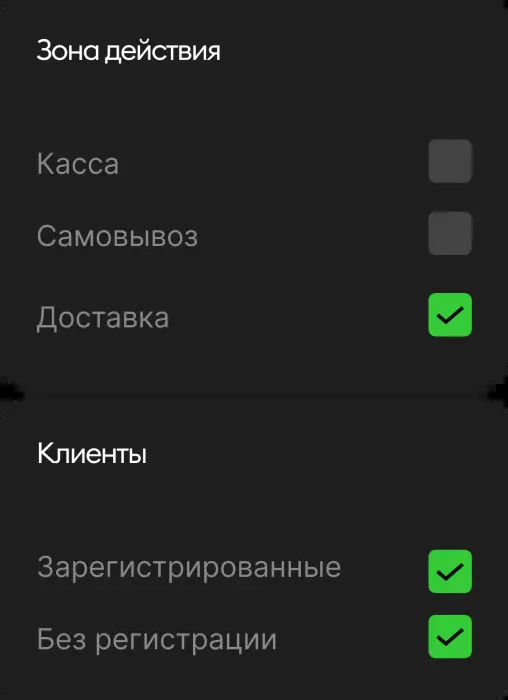 Зона действия
Касса
Самовывоз
Доставка
Клиенты
Зарегистрированные
Без регистрации